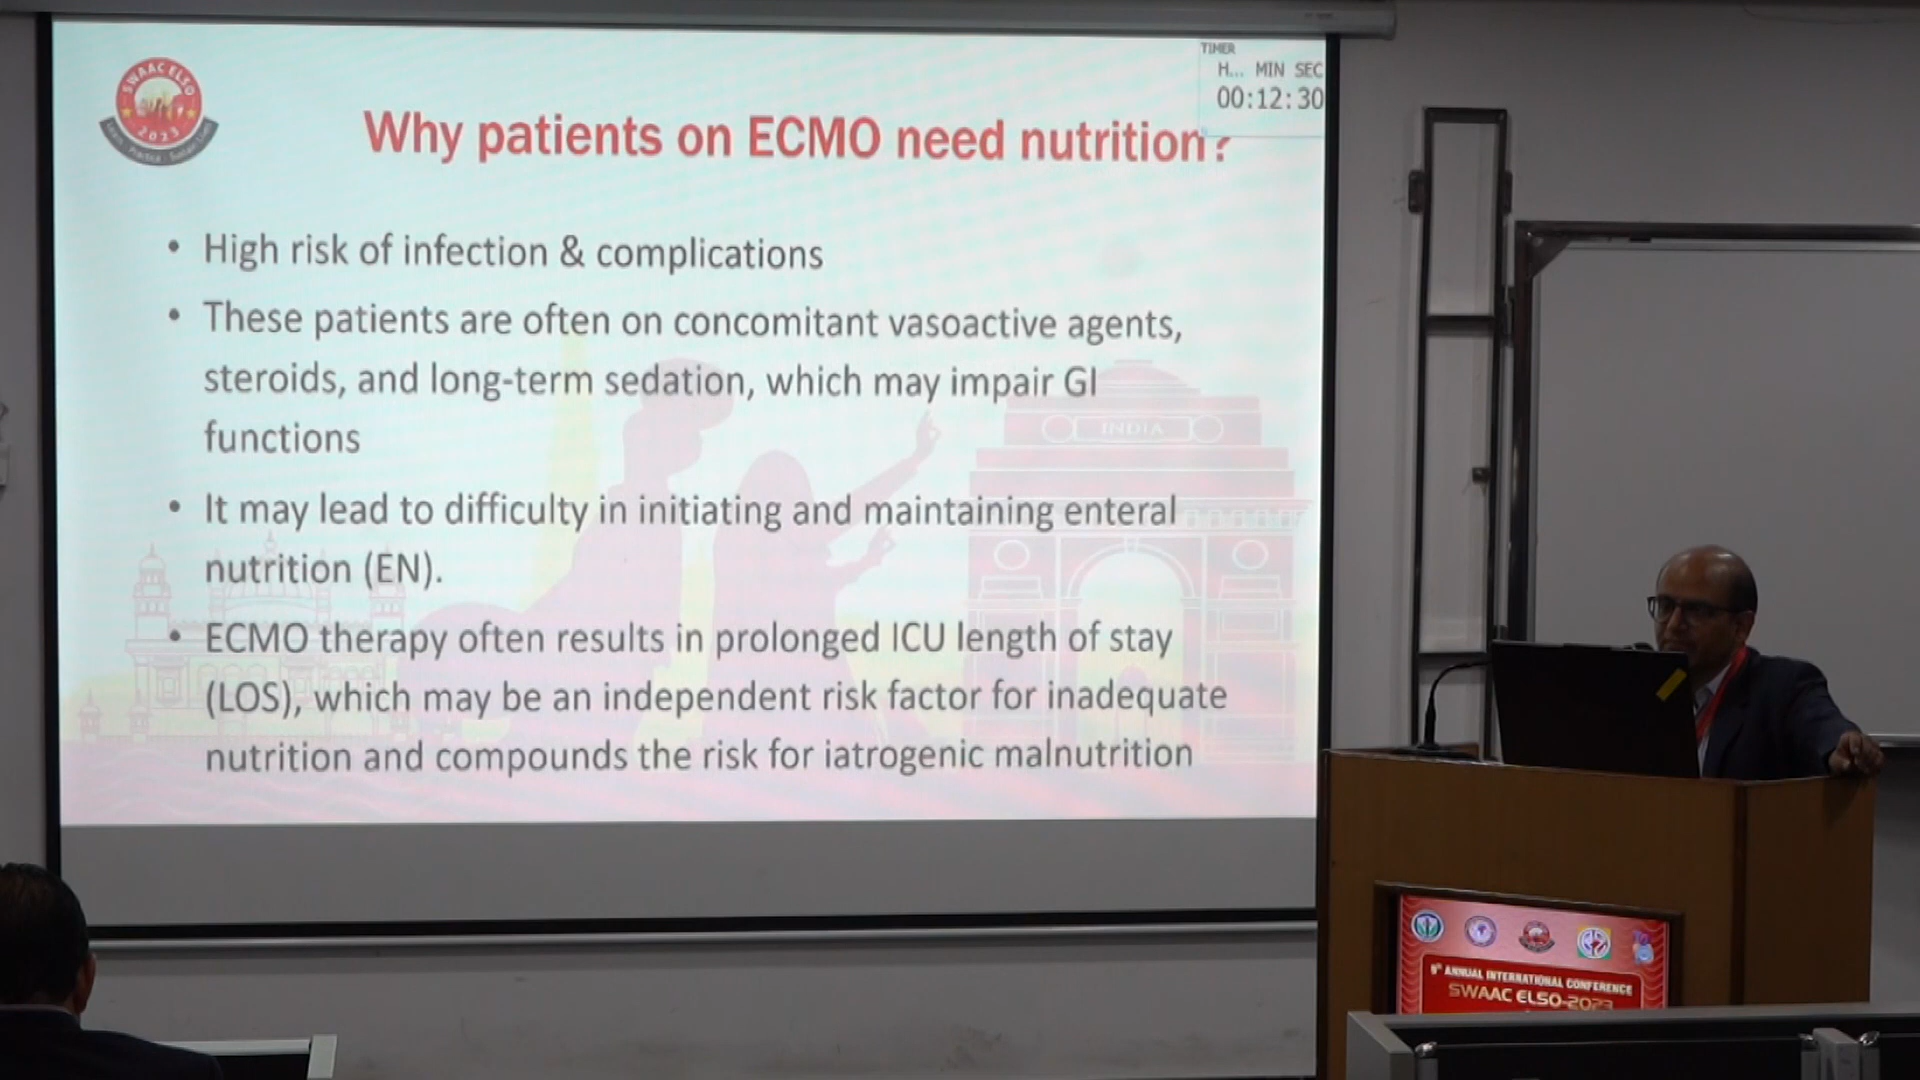 SWAAC ELSO
2023
TIMER
H... MIN SEC
00:12:30
Why patients on ECMO need nutrition?
• High risk of infection & complications
• These patients are often on concomitant vasoactive agents,
steroids, and long-term sedation, which may impair GI
functions
• It may lead to difficulty in initiating and maintaining enteral
nutrition (EN).
• ECMO therapy often results in prolonged ICU length of stay
(LOS), which may be an independent risk factor for inadequate
nutrition and compounds the risk for iatrogenic malnutrition
INDIA
9th ANNUAL INTERNATIONAL CONFERENCE
SWAAC ELSO-2023